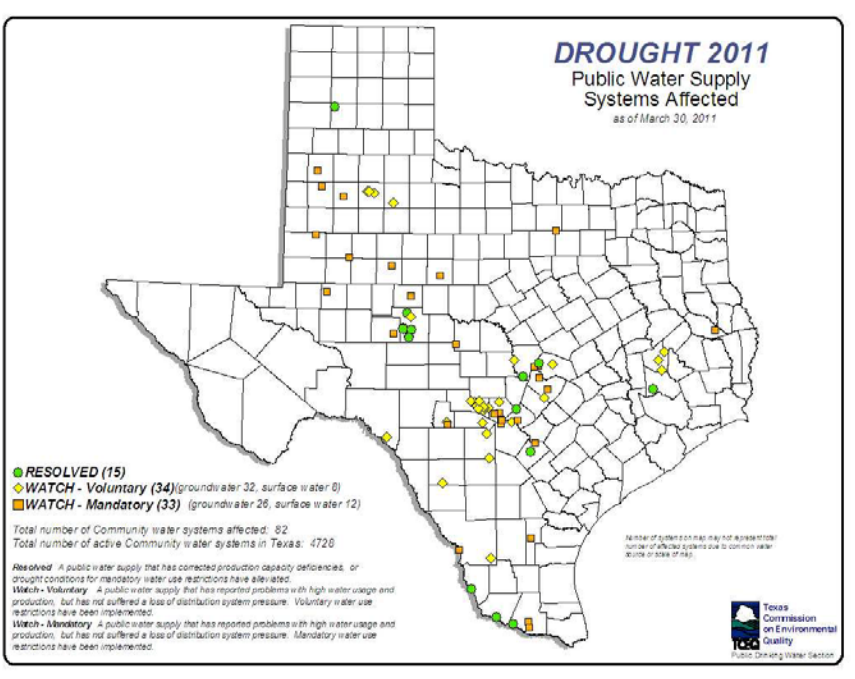 DROUGHT 2011
Public Water Supply
Systems Affected
as of March 30, 2011
RESOLVED (15)
WATCH - Voluntary (34)(groundwater 32, surface water 8)
WATCH - Mandatory (33) (groundwater 26, surface water 12)
Total number of Community water systems affected: 82
Total number of active Community water systems in Texas: 4728
Resolved A public water supply that has corrected production capacity deficiencies, or
drought conditions for mandatory water use restrictions have alleviated.
Watch - Voluntary A public water supply that has reported problems with high water usage and
production, but has not suffered a loss of distribution system pressure. Voluntary water use
restrictions have been implemented.
Watch - Mandatory A public water supply that has reported problems with high water usage and
production, but has not suffered a loss of distribution system pressure. Mandatory water use
restrictions have been implemented.
Number of systems on map may not represent total
number of affected systems due to common water
source or scale of map.
Texas
Commission
on Environmental
Quality
TCEQ
Public Drinking Water Section